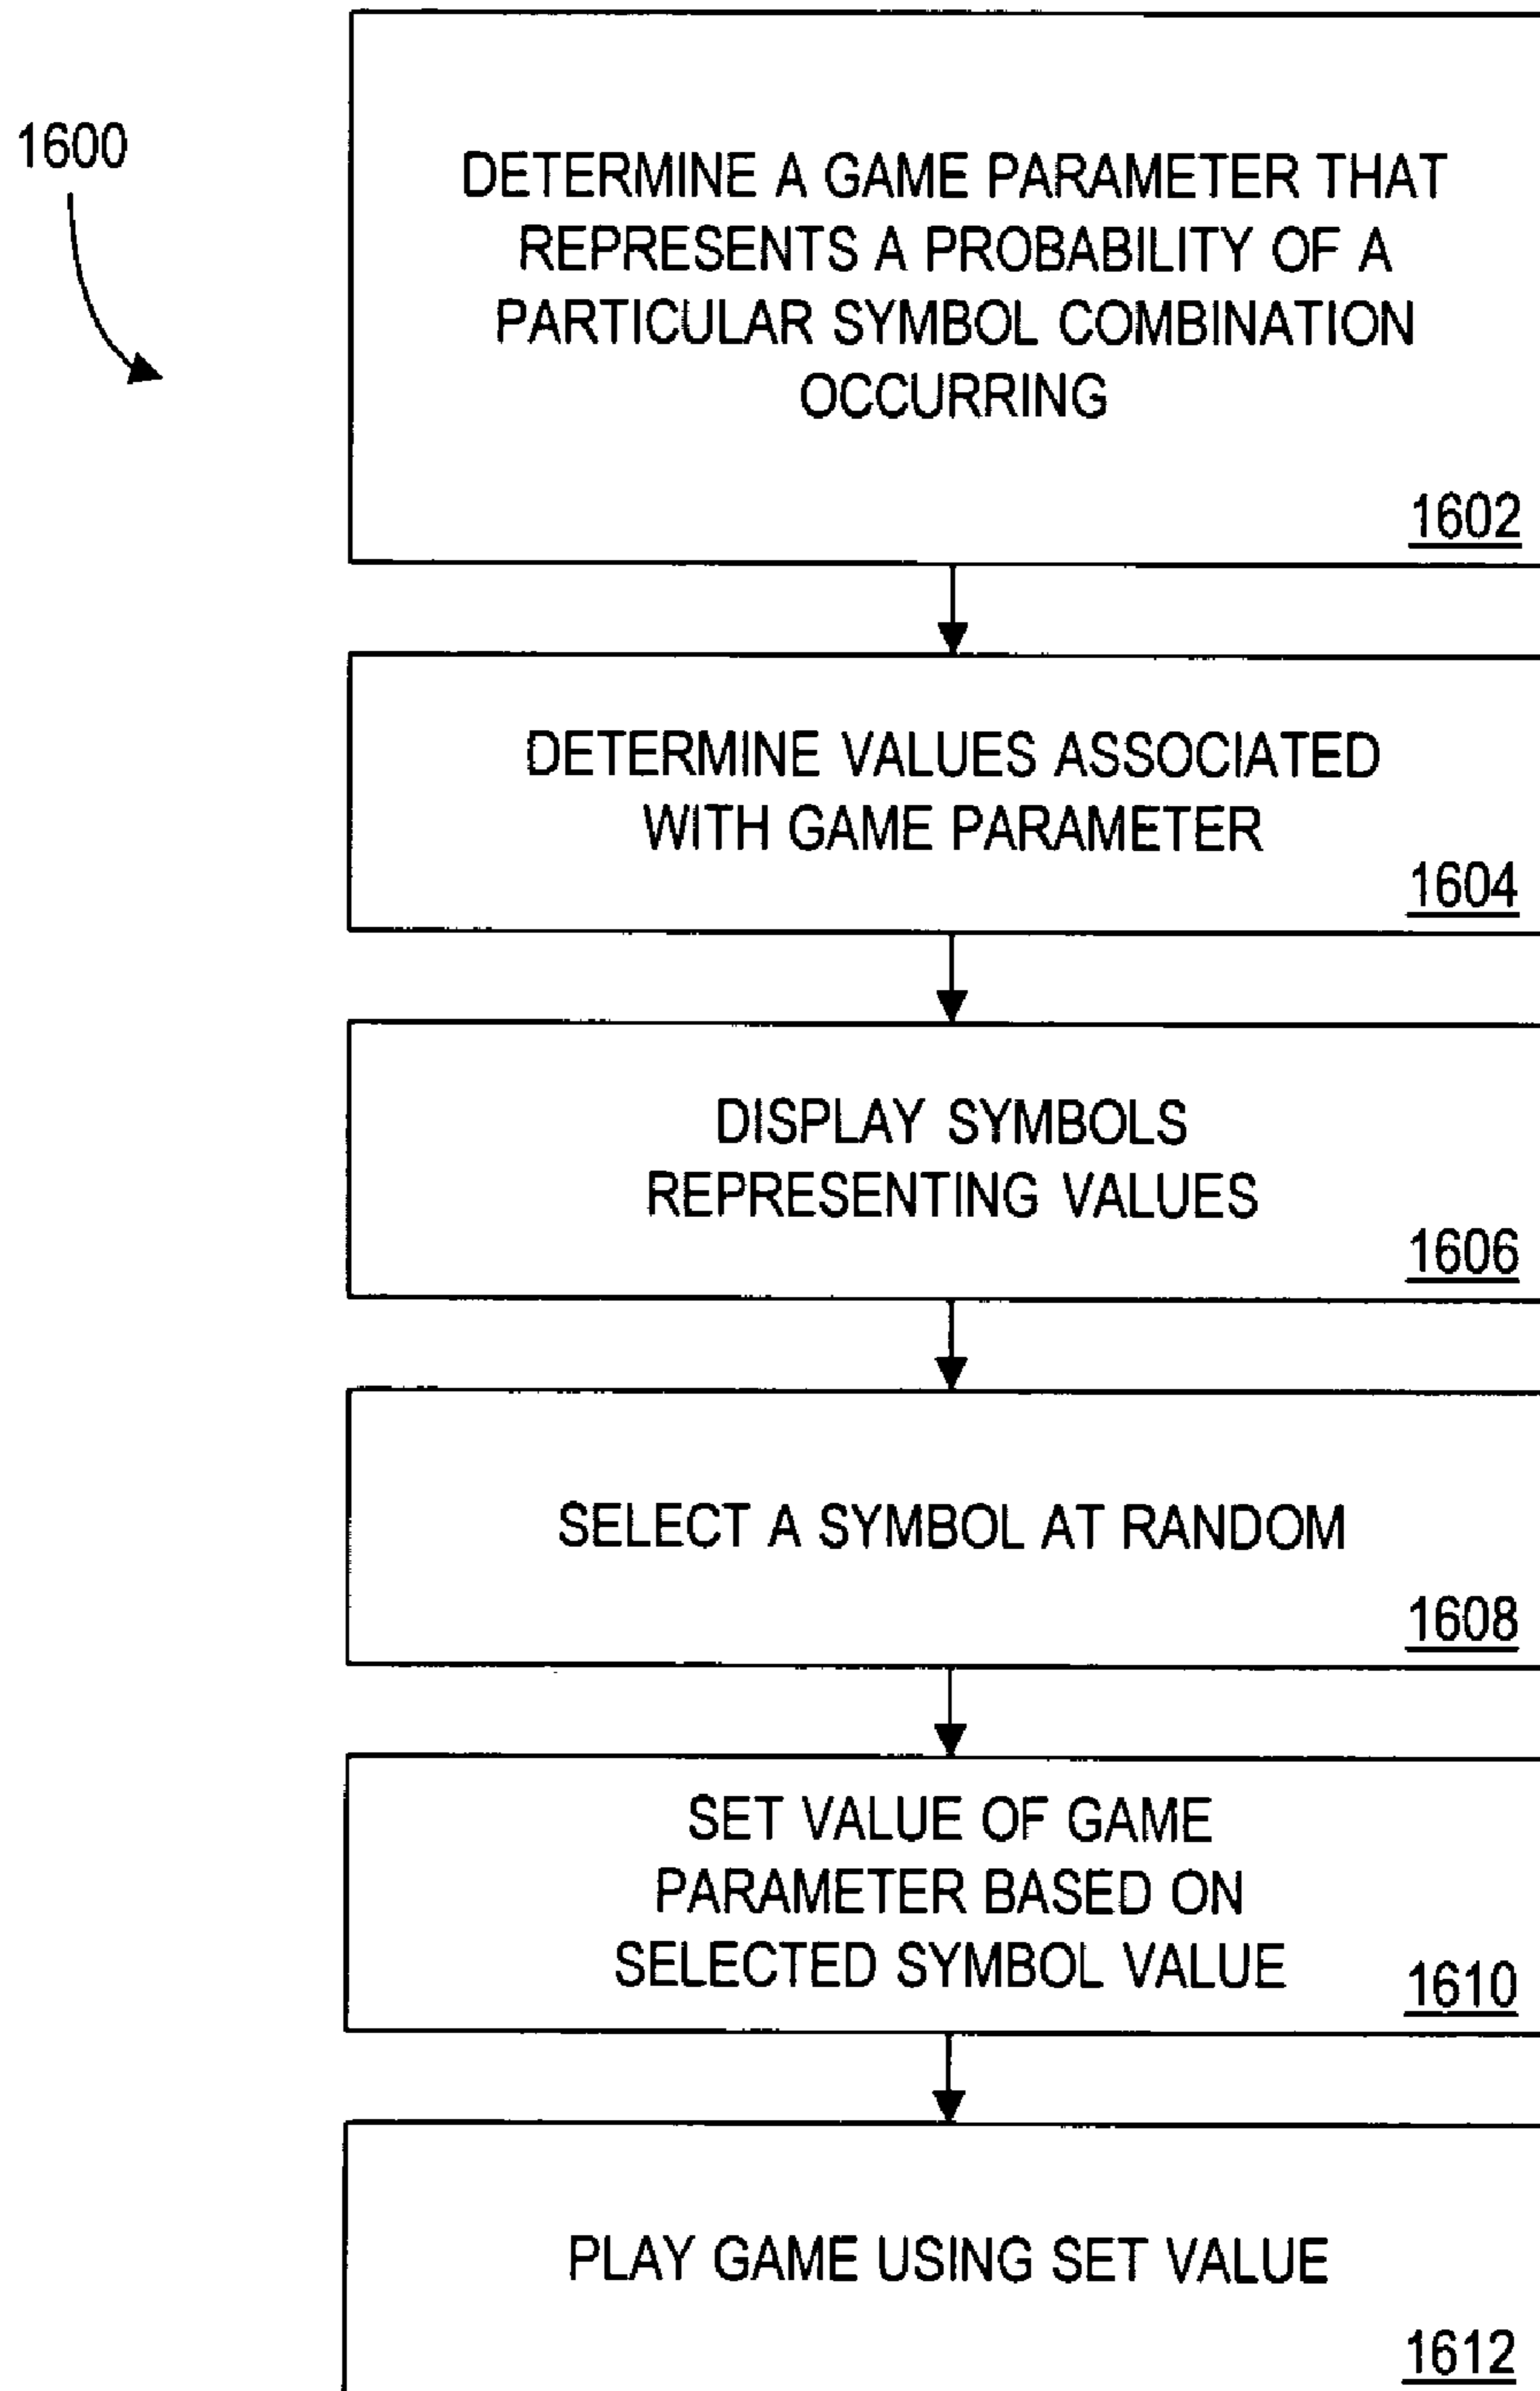 1600
DETERMINE A GAME PARAMETER THAT
REPRESENTS A PROBABILITY OF A
PARTICULAR SYMBOL COMBINATION
OCCURRING
1602
DETERMINE VALUES ASSOCIATED
WITH GAME PARAMETER
1604
DISPLAY SYMBOLS
REPRESENTING VALUES
1606
SELECT A SYMBOL AT RANDOM
1608
SET VALUE OF GAME
PARAMETER BASED ON
SELECTED SYMBOL VALUE
1610
PLAY GAME USING SET VALUE
1612